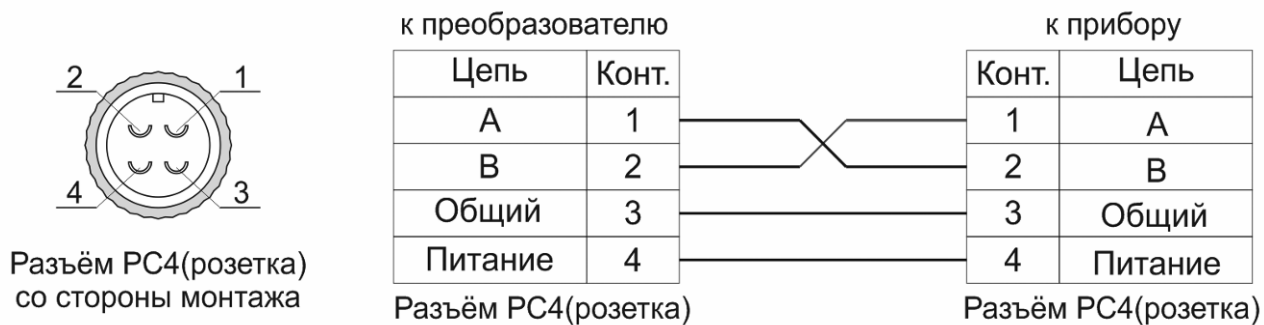 2
1
4
3
Разъём РС4(розетка)
со стороны монтажа
к преобразователю
Цепь Конт.
А 1
В 2
Общий 3
Питание 4
Разъём РС4(розетка)
к прибору
Конт. Цепь
1 А
2 В
3 Общий
4 Питание
Разъём РС4(розетка)